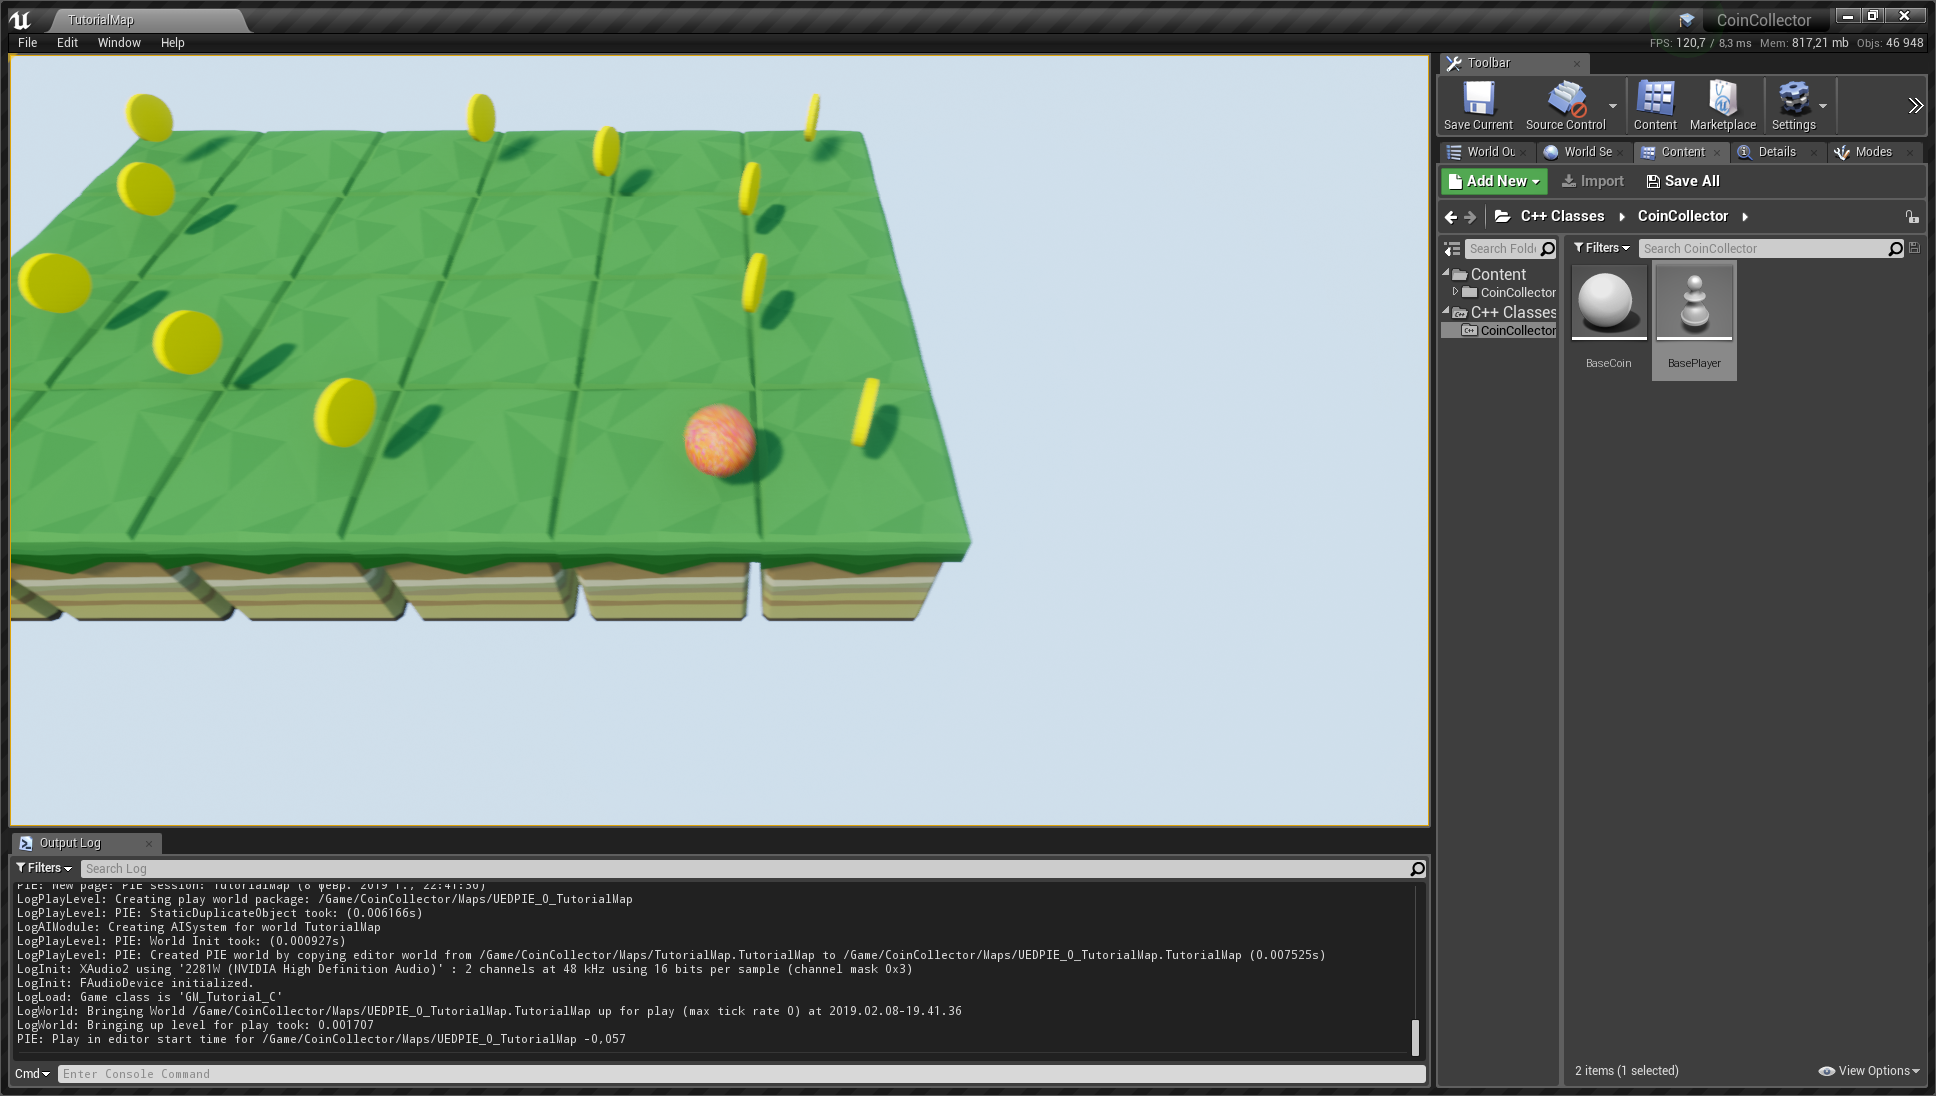 TutorialMap
CoinCollector
File Edit Window Help
FPS: 120,7 / 8,3 ms Mem: 817,21 mb Objs: 46 948
Toolbar
Save Current Source Control Content Marketplace Settings
World Ou World Se Content Details Modes
Add New Import Save All
C++ Classes CoinCollector
Search Folde Filters Search CoinCollector
Content
CoinCollector
C++ Classes
CoinCollector
BaseCoin BasePlayer
2 items (1 selected) View Options
Output Log
Filters Search Log
PIE: New page: PIE session: TutorialMap (8 февр. 2019 г., 22:41:36)
LogPlayLevel: Creating play world package: /Game/CoinCollector/Maps/UEDPIE_0_TutorialMap
LogPlayLevel: PIE: StaticDuplicateObject took: (0.006166s)
LogAIModule: Creating AISystem for world TutorialMap
LogPlayLevel: PIE: World Init took: (0.000927s)
LogPlayLevel: PIE: Created PIE world by copying editor world from /Game/CoinCollector/Maps/TutorialMap.TutorialMap to /Game/CoinCollector/Maps/UEDPIE_0_TutorialMap.TutorialMap (0.007525s)
LogInit: XAudio2 using '2281W (NVIDIA High Definition Audio)' : 2 channels at 48 kHz using 16 bits per sample (channel mask 0x3)
LogInit: FAudioDevice initialized.
LogLoad: Game class is 'GM_Tutorial_C'
LogWorld: Bringing World /Game/CoinCollector/Maps/UEDPIE_0_TutorialMap.TutorialMap up for play (max tick rate 0) at 2019.02.08-19.41.36
LogWorld: Bringing up level for play took: 0.001707
PIE: Play in editor start time for /Game/CoinCollector/Maps/UEDPIE_0_TutorialMap -0,057
Cmd Enter Console Command